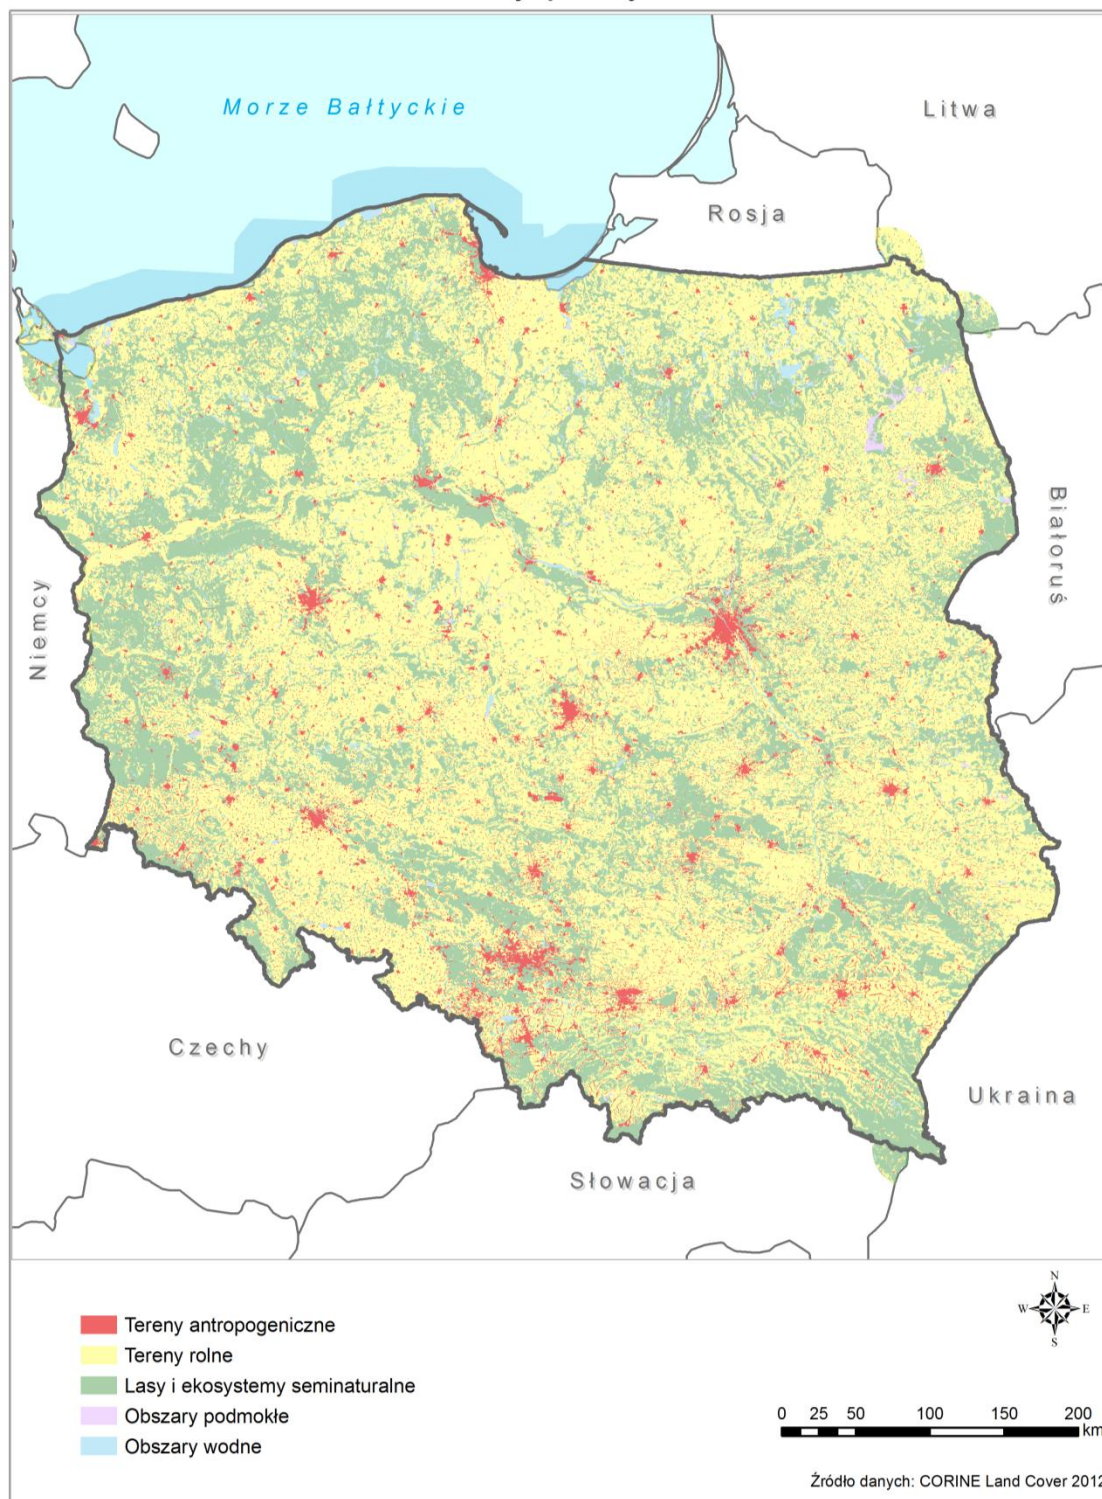 Morze Bałtyckie
Litwa
Rosja
Białoruś
Niemcy
Czechy
Ukraina
Słowacja
N
W E
S
Tereny antropogeniczne
Tereny rolne
Lasy i ekosystemy seminaturalne
Obszary podmokłe
Obszary wodne
0 25 50 100 150 200
km
Źródło danych: CORINE Land Cover 2012